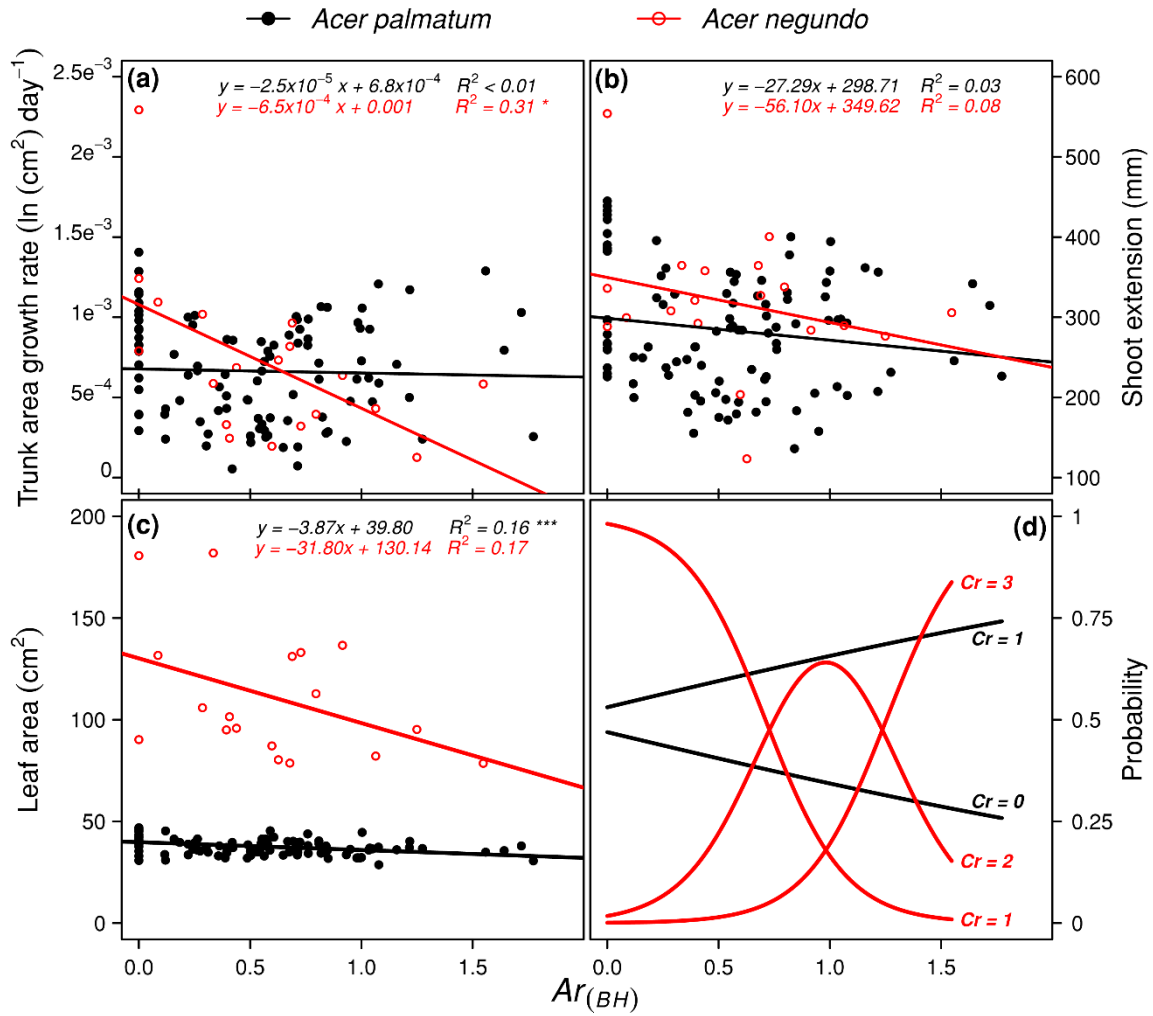 Acer palmatum Acer negundo
(a)
y = −2.5x10⁻⁵ x + 6.8x10⁻⁴ R² < 0.01
y = −6.5x10⁻⁴ x + 0.001 R² = 0.31 *
Trunk area growth rate (ln (cm²) day⁻¹)
2.5e⁻³
2e⁻³
1.5e⁻³
1e⁻³
5e⁻⁴
0
(b)
y = −27.29x + 298.71 R² = 0.03
y = −56.10x + 349.62 R² = 0.08
600
500
400
300
200
100
Shoot extension (mm)
(c)
y = −3.87x + 39.80 R² = 0.16 ***
y = −31.80x + 130.14 R² = 0.17
Leaf area (cm²)
200
150
100
50
0
0.0 0.5 1.0 1.5
(d)
Cr = 3
Cr = 1
Cr = 0
Cr = 2
Cr = 1
1
0.75
0.5
0.25
0
Probability
0.0 0.5 1.0 1.5
Ar(BH)